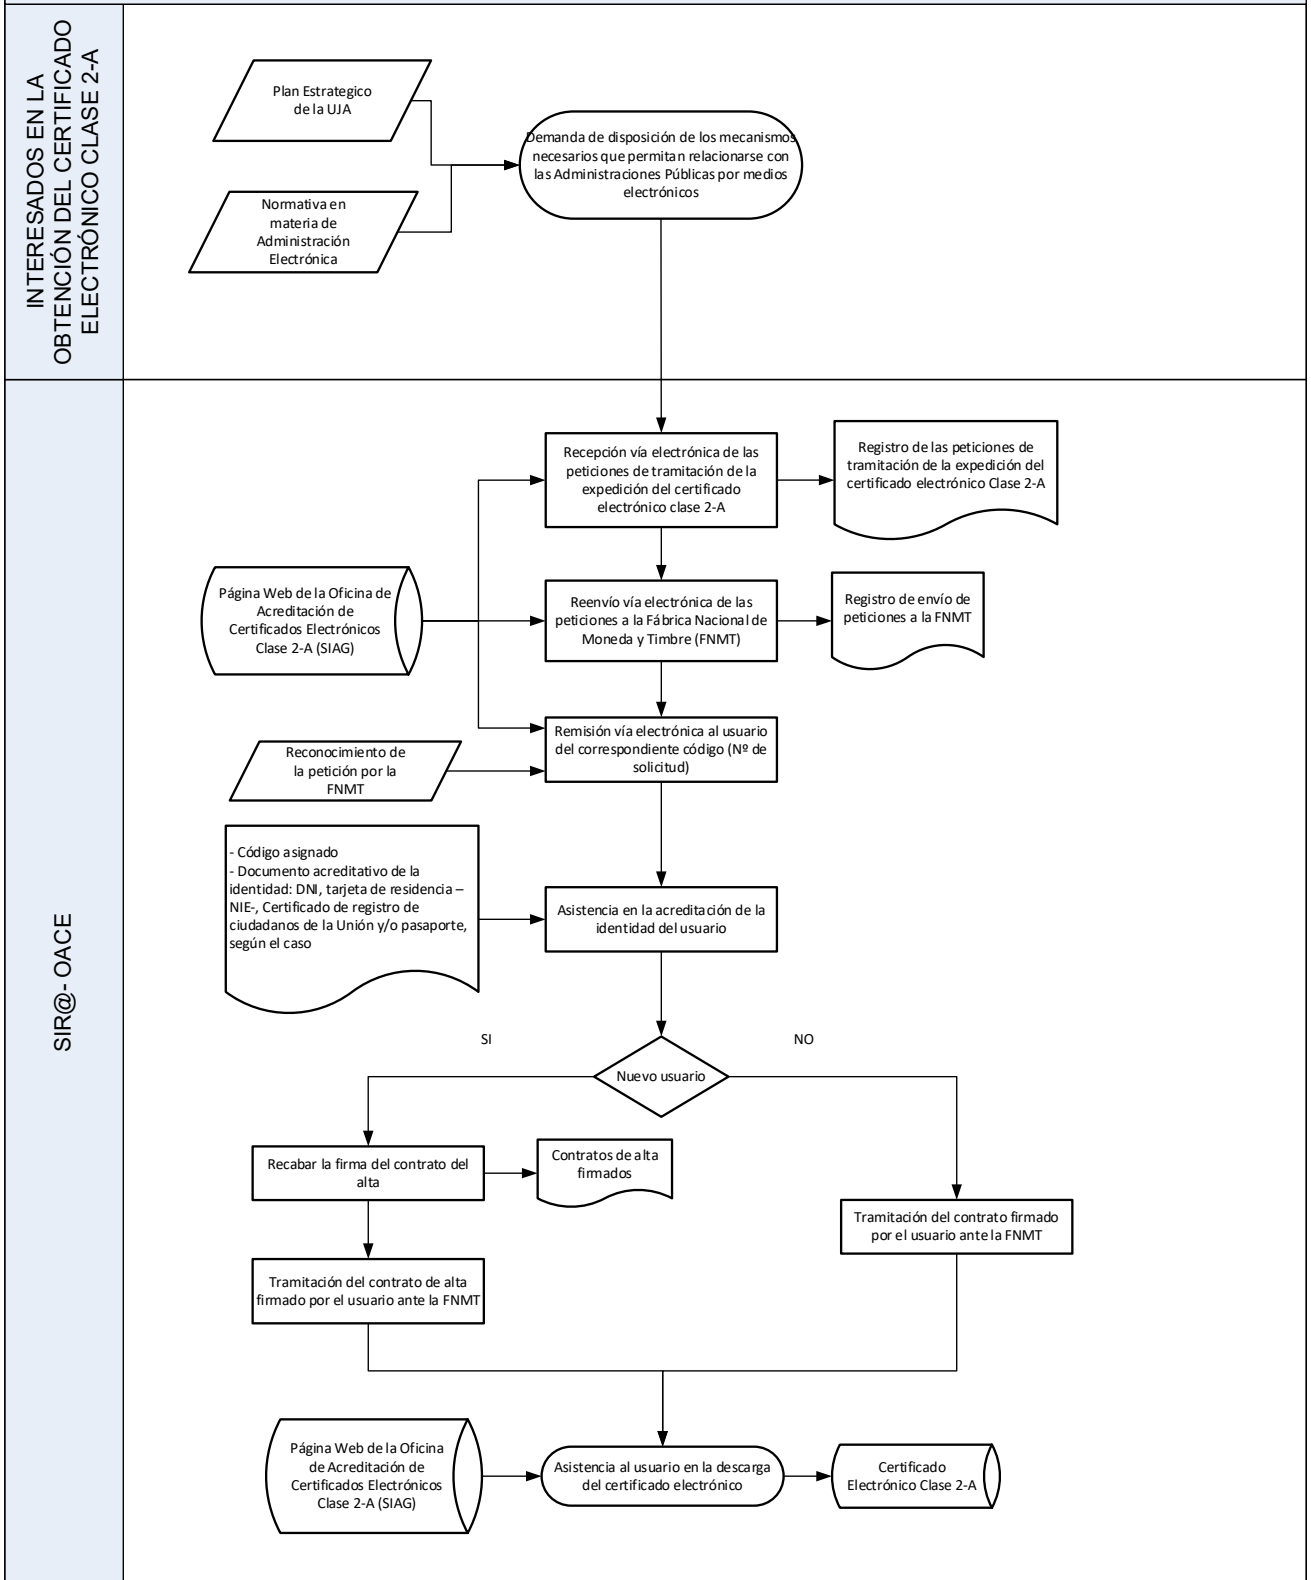 INTERESADOS EN LA
OBTENCIÓN DEL CERTIFICADO
ELECTRÓNICO CLASE 2-A
Plan Estrategico
de la UJA
Demanda de disposición de los mecanismos
necesarios que permitan relacionarse con
las Administraciones Públicas por medios
electrónicos
Normativa en
materia de
Administración
Electrónica
SIR@- OACE
Recepción vía electrónica de las
peticiones de tramitación de la
expedición del certificado
electrónico clase 2-A
Registro de las peticiones de
tramitación de la expedición del
certificado electrónico Clase 2-A
Página Web de la Oficina de
Acreditación de
Certificados Electrónicos
Clase 2-A (SIAG)
Reenvío vía electrónica de las
peticiones a la Fábrica Nacional de
Moneda y Timbre (FNMT)
Registro de envío de
peticiones a la FNMT
Remisión vía electrónica al usuario
del correspondiente código (Nº de
solicitud)
Reconocimiento de
la petición por la
FNMT
- Código asignado
- Documento acreditativo de la
identidad: DNI, tarjeta de residencia –
NIE-, Certificado de registro de
ciudadanos de la Unión y/o pasaporte,
según el caso
Asistencia en la acreditación de la
identidad del usuario
SI
NO
Nuevo usuario
Recabar la firma del contrato del
alta
Contratos de alta
firmados
Tramitación del contrato firmado
por el usuario ante la FNMT
Tramitación del contrato de alta
firmado por el usuario ante la FNMT
Página Web de la Oficina
de Acreditación de
Certificados Electrónicos
Clase 2-A (SIAG)
Asistencia al usuario en la descarga
del certificado electrónico
Certificado
Electrónico Clase 2-A